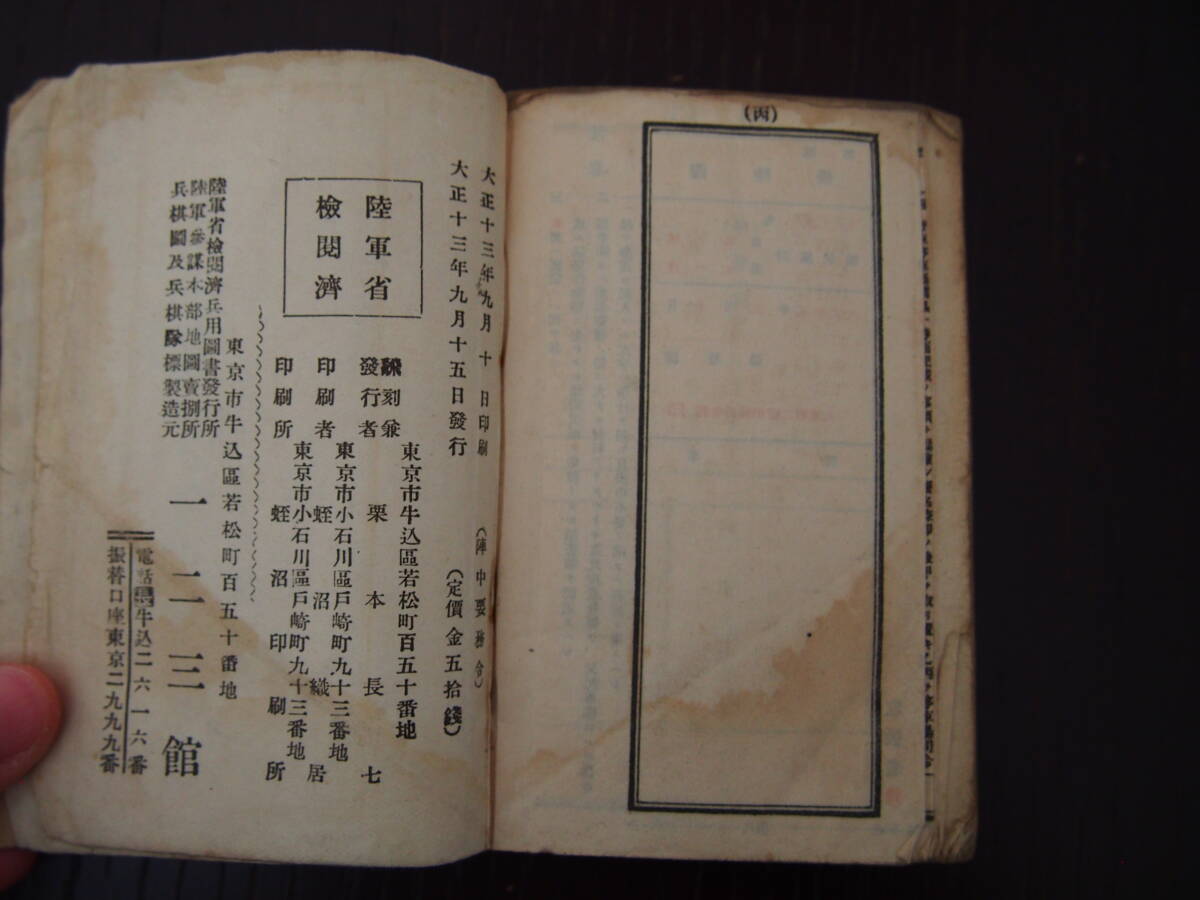 大正十三年九月十日印刷
(陣中要務令)
大正十三年九月十五日發行
(定價金五拾錢)
陸軍省
檢閱濟
東京市牛込區若松町百五十番地
飜刻兼
發行者 栗本長七
東京市小石川區戸崎町九十三番地
印刷者 蛭沼織居
東京市小石川區戸崎町九十三番地
印刷所 蛭沼印刷所
東京市牛込區若松町百五十番地
陸軍省檢閱濟兵用圖書發行所
陸軍參謀本部地圖賣捌所
兵棋圖及兵棋隊標製造元
一二三館
電話長牛込二六一六番
振替口座東京二九九九番
(丙)